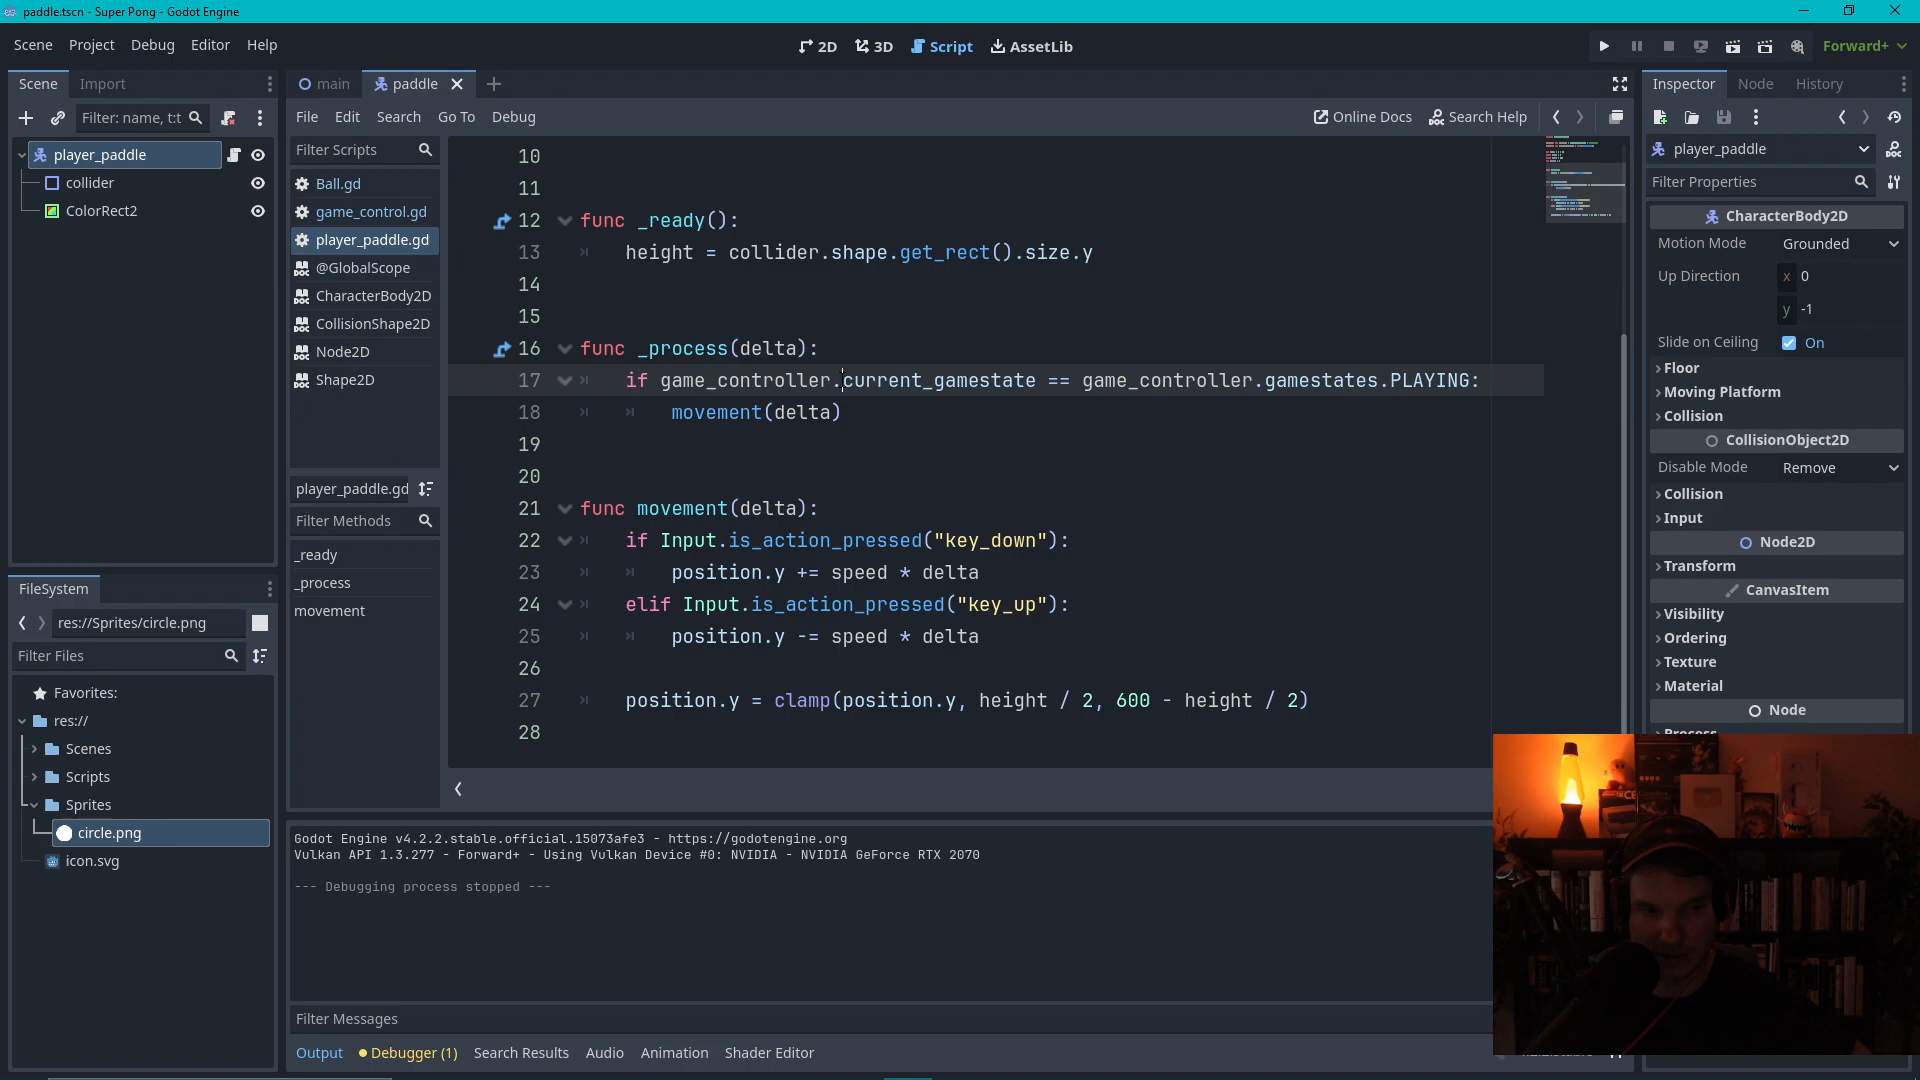 paddle.tscn - Super Pong - Godot Engine
Scene Project Debug Editor Help
2D 3D Script AssetLib
Forward+
Scene Import
Filter: name, t:t
player_paddle
collider
ColorRect2
FileSystem
res://Sprites/circle.png
Filter Files
Favorites:
res://
Scenes
Scripts
Sprites
circle.png
icon.svg
main paddle
File Edit Search Go To Debug
Online Docs Search Help
Filter Scripts
Ball.gd
game_control.gd
player_paddle.gd
@GlobalScope
CharacterBody2D
CollisionShape2D
Node2D
Shape2D
player_paddle.gd
Filter Methods
_ready
_process
movement
10
11
12 func _ready():
13 height = collider.shape.get_rect().size.y
14
15
16 func _process(delta):
17 if game_controller.current_gamestate == game_controller.gamestates.PLAYING:
18 movement(delta)
19
20
21 func movement(delta):
22 if Input.is_action_pressed("key_down"):
23 position.y += speed * delta
24 elif Input.is_action_pressed("key_up"):
25 position.y -= speed * delta
26
27 position.y = clamp(position.y, height / 2, 600 - height / 2)
28
Godot Engine v4.2.2.stable.official.15073afe3 - https://godotengine.org
Vulkan API 1.3.277 - Forward+ - Using Vulkan Device #0: NVIDIA - NVIDIA GeForce RTX 2070
--- Debugging process stopped ---
Filter Messages
Output Debugger (1) Search Results Audio Animation Shader Editor
Inspector Node History
player_paddle
Filter Properties
CharacterBody2D
Motion Mode Grounded
Up Direction x 0
y -1
Slide on Ceiling On
Floor
Moving Platform
Collision
CollisionObject2D
Disable Mode Remove
Collision
Input
Node2D
Transform
CanvasItem
Visibility
Ordering
Texture
Material
Node